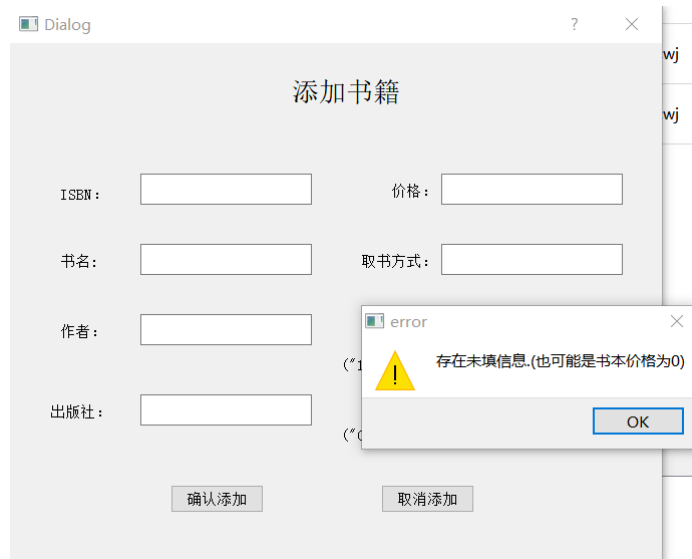 Dialog
?
wj
添加书籍
wj
ISBN：
价格：
书名：
取书方式：
作者：
error
存在未填信息.(也可能是书本价格为0)
OK
出版社：
确认添加
取消添加